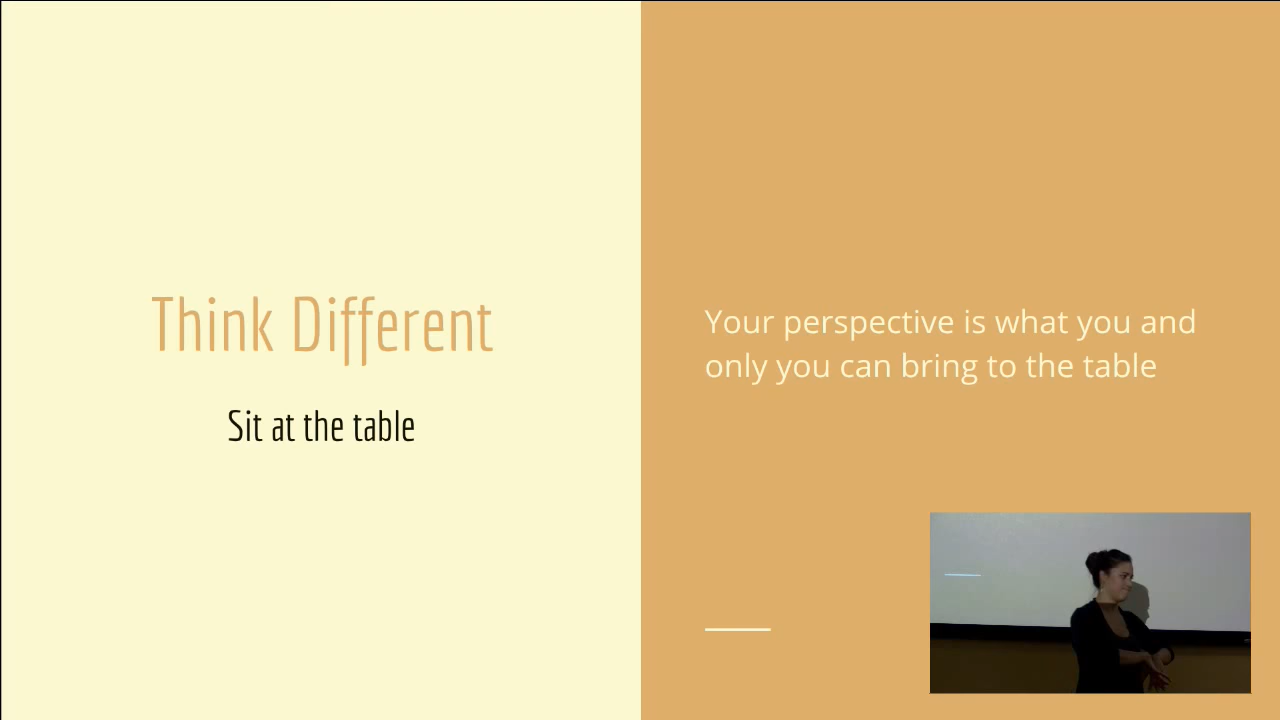 Think Different
Sit at the table
Your perspective is what you and
only you can bring to the table